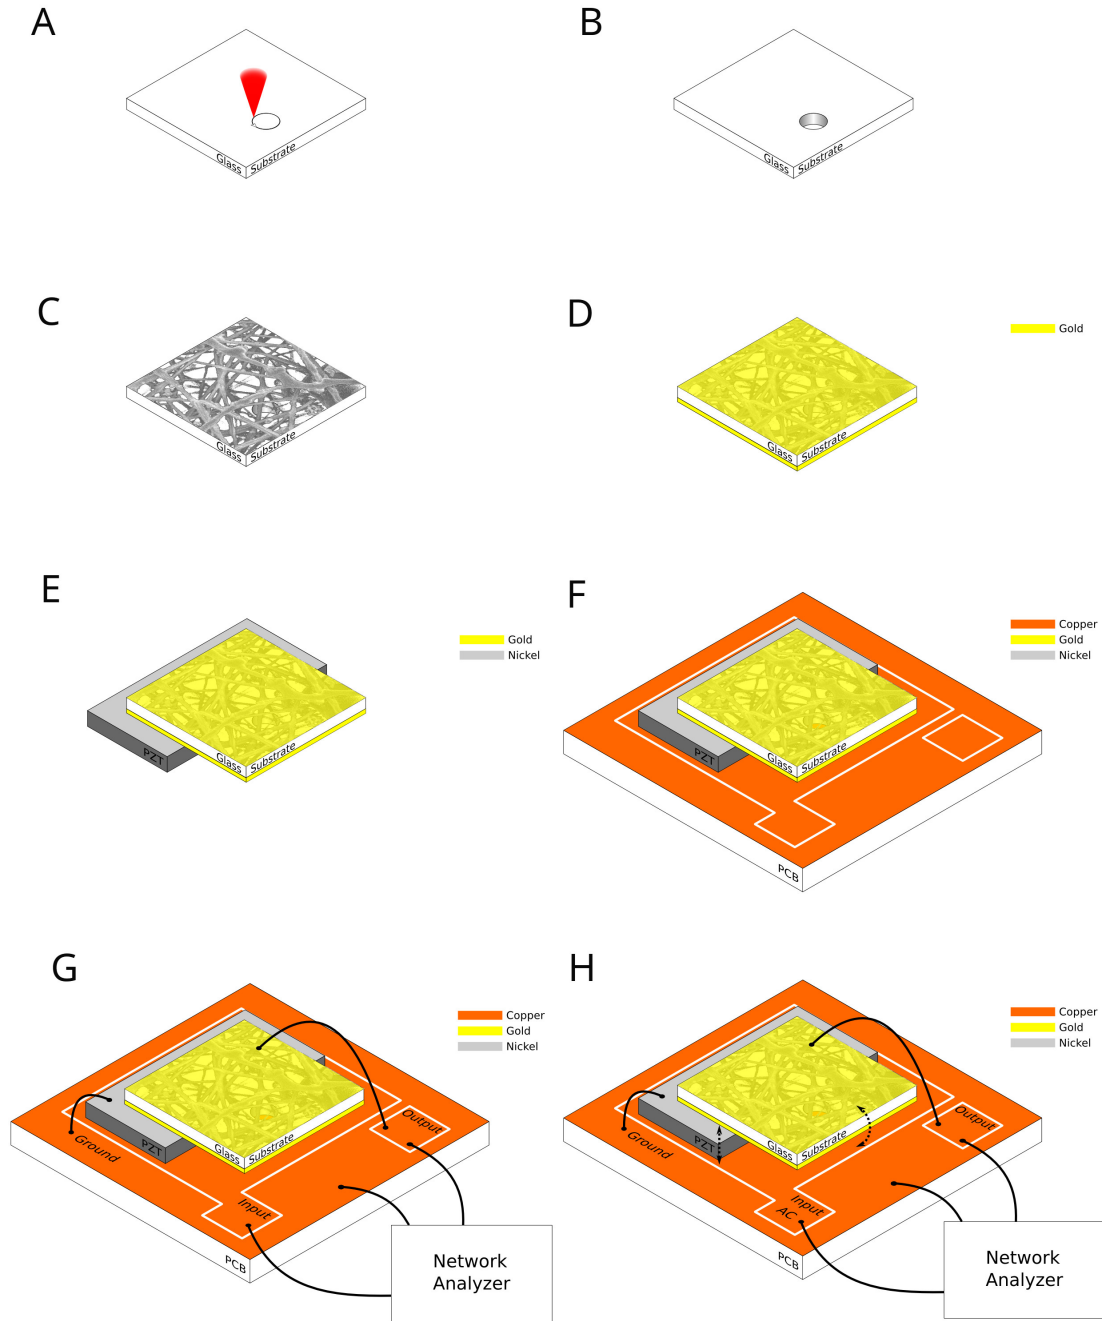 A
Glass Substrate
B
Glass Substrate
C
Glass Substrate
D
Gold
Glass Substrate
E
Gold
Nickel
PZT
Glass Substrate
F
Copper
Gold
Nickel
PZT
Glass Substrate
PCB
G
Copper
Gold
Nickel
Output
Ground
PZT
Glass Substrate
Input
PCB
Network
Analyzer
H
Copper
Gold
Nickel
Output
Ground
PZT
Glass Substrate
Input
AC
PCB
Network
Analyzer